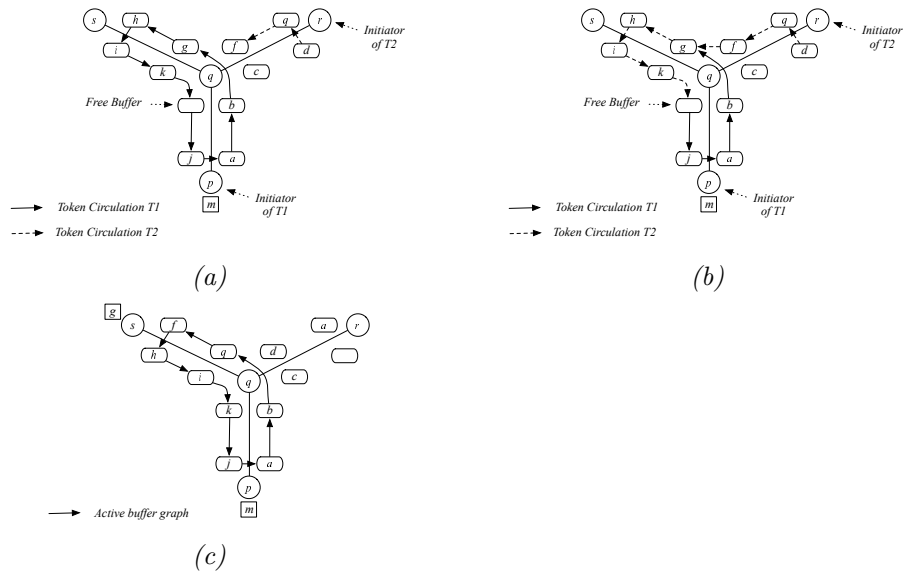 s
h
q
r
i
g
f
d
Initiator
of T2
k
q
c
Free Buffer
b
j
a
p
Initiator
of T1
m
Token Circulation T1
Token Circulation T2
(a)
s
h
q
r
i
g
f
d
Initiator
of T2
k
q
c
Free Buffer
b
j
a
p
Initiator
of T1
m
Token Circulation T1
Token Circulation T2
(b)
g
s
f
a
r
h
q
d
i
q
c
k
b
j
a
p
m
Active buffer graph
(c)